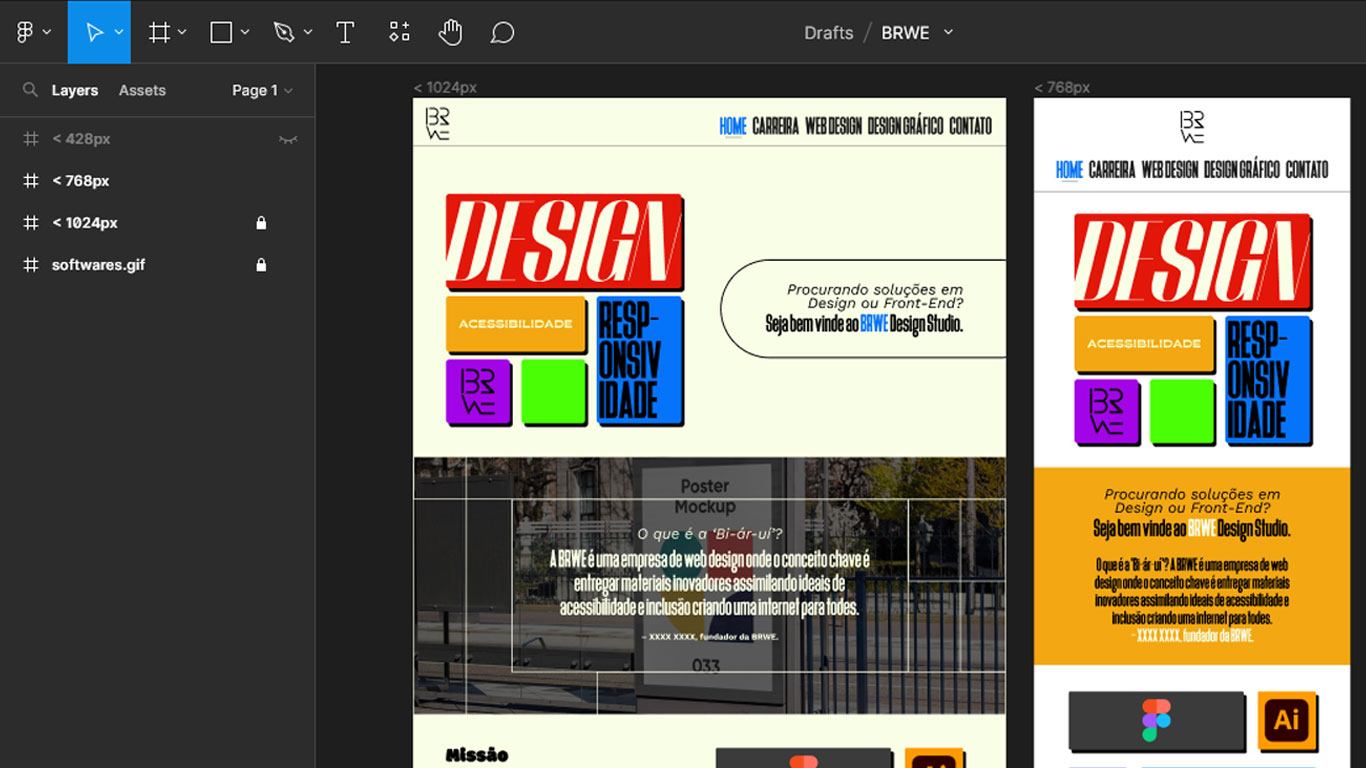 Drafts / BRWE
Layers Assets Page 1
< 428px
< 768px
< 1024px
softwares.gif
< 1024px
BRWE
HOME CARREIRA WEB DESIGN DESIGN GRÁFICO CONTATO
DESIGN
ACESSIBILIDADE
RESP-
ONSIV
IDADE
BR
WE
Procurando soluções em
Design ou Front-End?
Seja bem vinde ao BRWE Design Studio.
Poster
Mockup
O que é a ‘Bi-ár-uí’?
A BRWE é uma empresa de web design onde o conceito chave é
entregar materiais inovadores assimilando ideais de
acessibilidade e inclusão criando uma internet para todes.
– XXXX XXXX, fundador da BRWE.
033
Missão
Ai
< 768px
BR
WE
HOME CARREIRA WEB DESIGN DESIGN GRÁFICO CONTATO
DESIGN
ACESSIBILIDADE
RESP-
ONSIV
IDADE
BR
WE
Procurando soluções em
Design ou Front-End?
Seja bem vinde ao BRWE Design Studio.
O que é a ‘Bi-ár-uí’? A BRWE é uma empresa de web
design onde o conceito chave é entregar materiais
inovadores assimilando ideais de acessibilidade e
inclusão criando uma internet para todes.
– XXXX XXXX, fundador da BRWE.
Ai